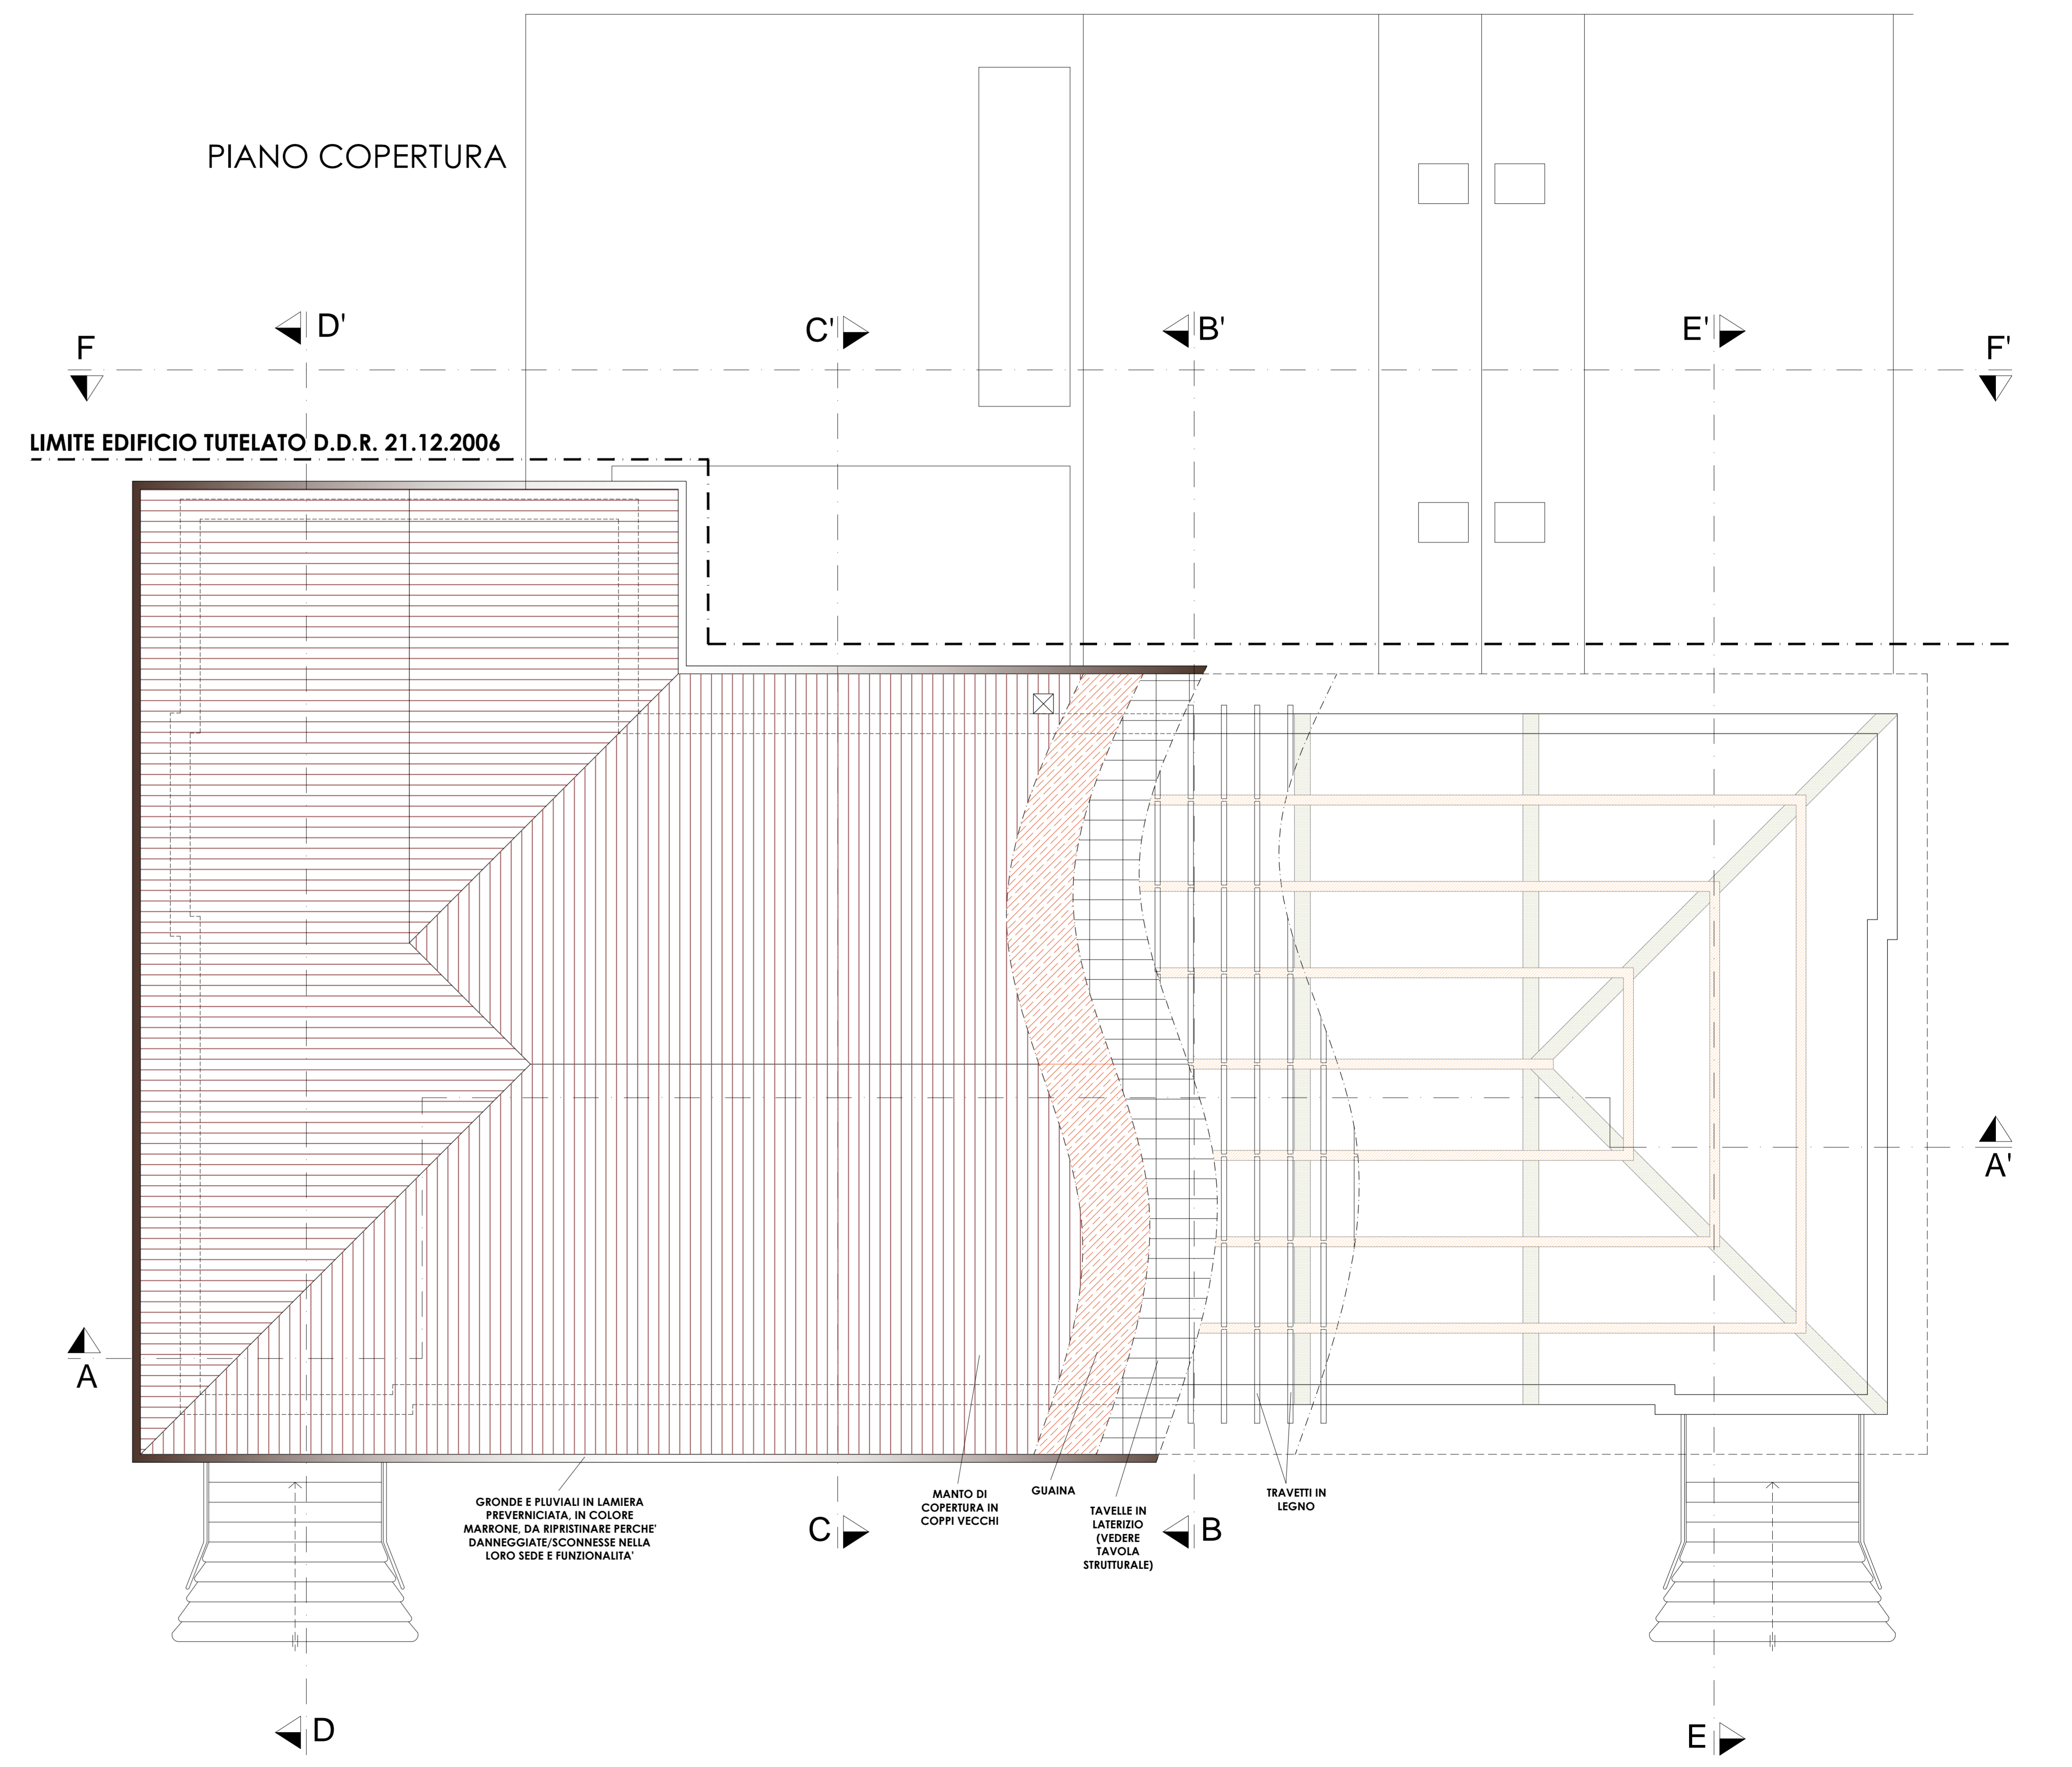 PIANO COPERTURA
D'
C'
B'
E'
F
F'
LIMITE EDIFICIO TUTELATO D.D.R. 21.12.2006
A'
A
GRONDE E PLUVIALI IN LAMIERA
PREVERNICIATA, IN COLORE
MARRONE, DA RIPRISTINARE PERCHE'
DANNEGGIATE/SCONNESSE NELLA
LORO SEDE E FUNZIONALITA'
MANTO DI
COPERTURA IN
COPPI VECCHI
GUAINA
TAVELLE IN
LATERIZIO
(VEDERE
TAVOLA
STRUTTURALE)
TRAVETTI IN
LEGNO
C
B
D
E